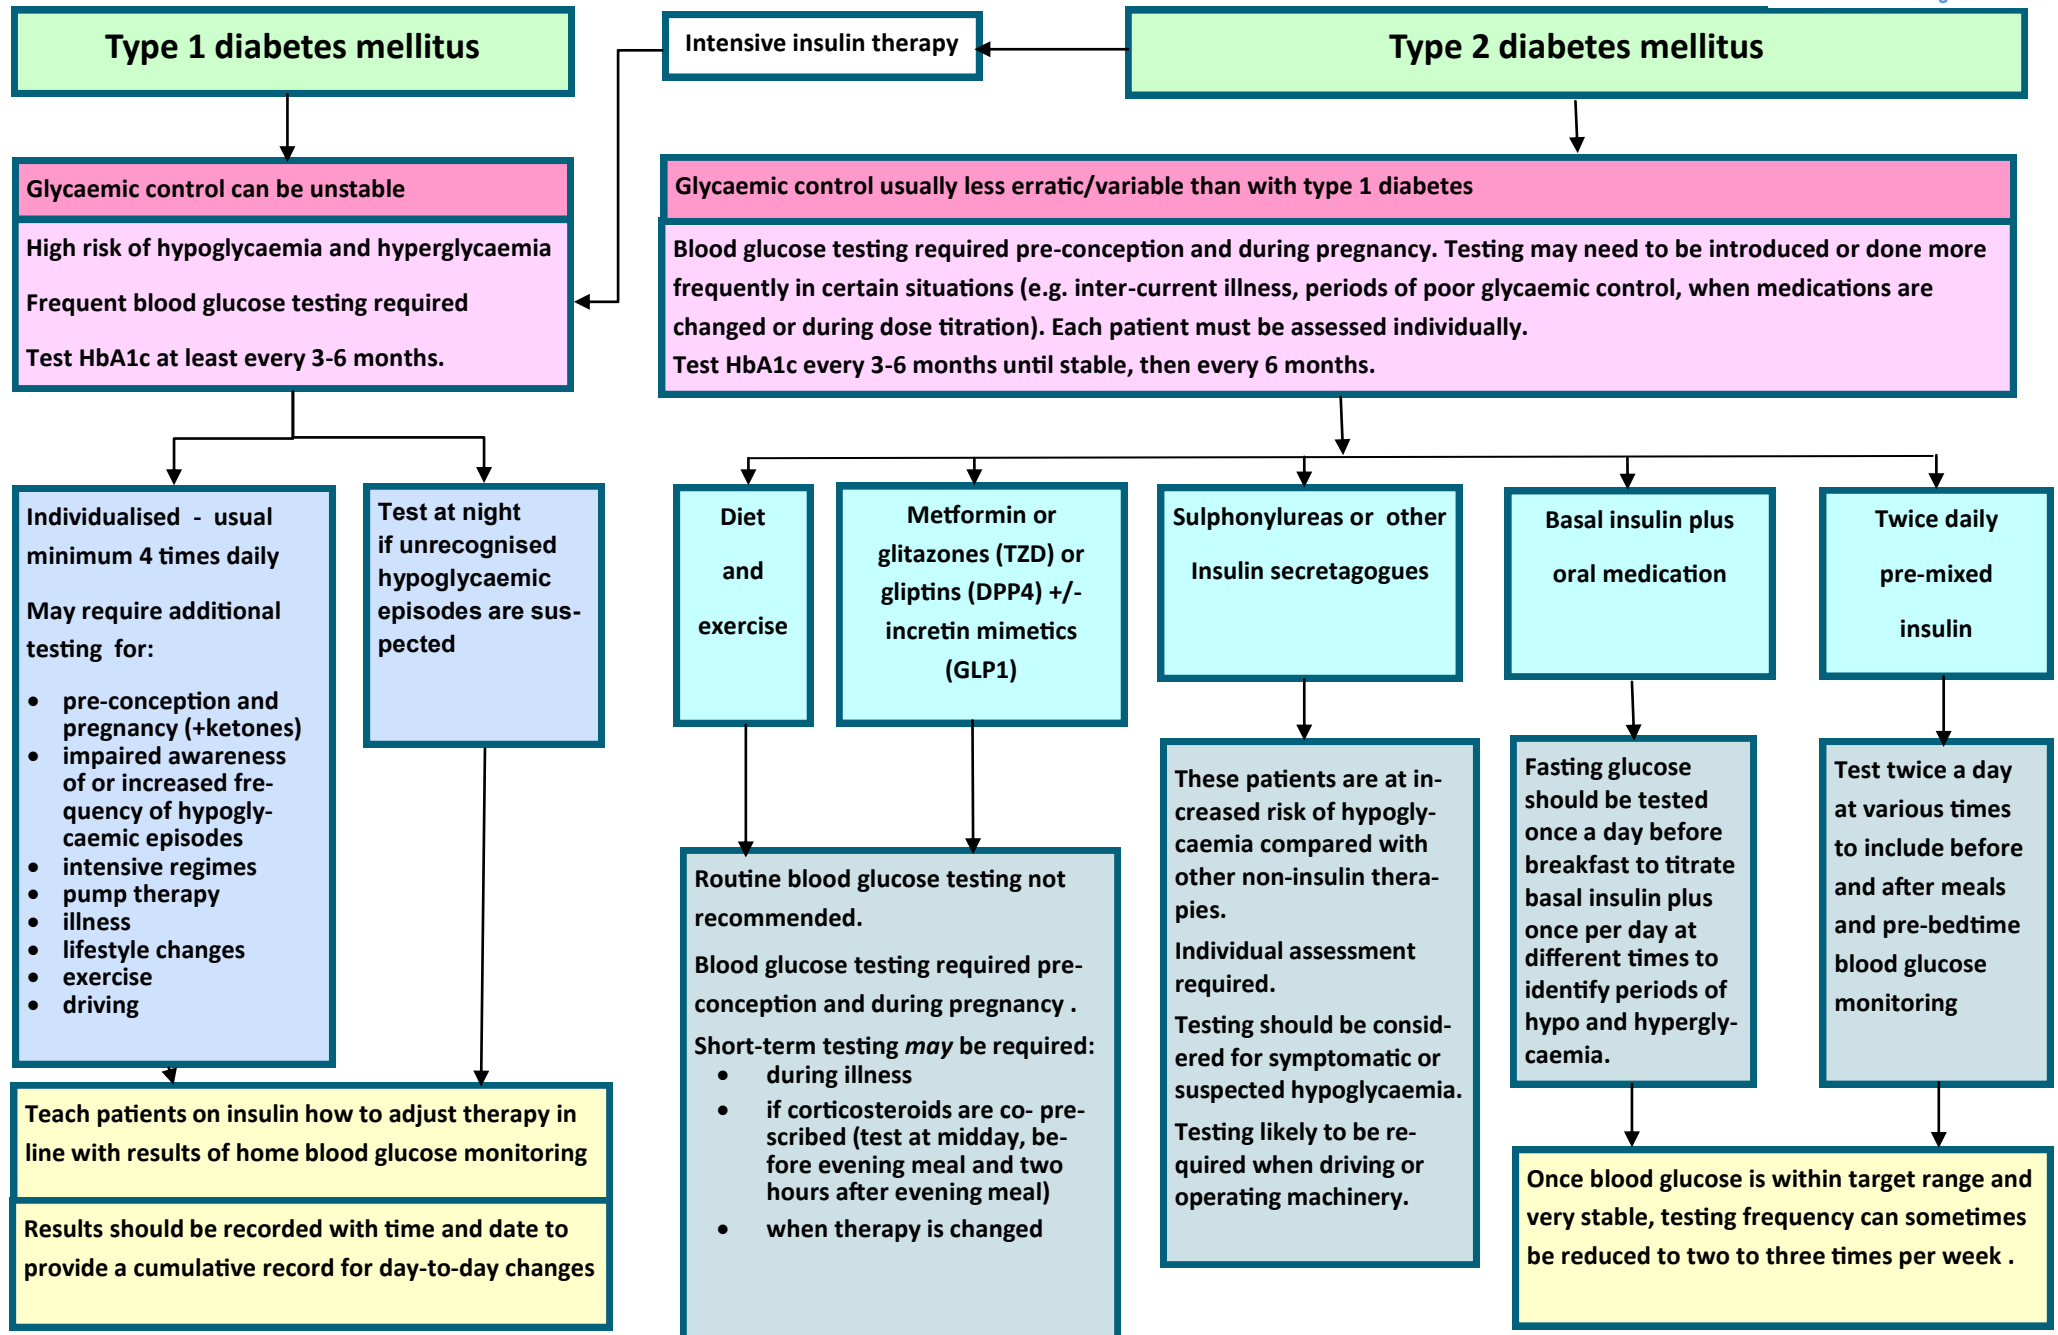 Type 1 diabetes mellitus
Intensive insulin therapy
Type 2 diabetes mellitus
Glycaemic control can be unstable
High risk of hypoglycaemia and hyperglycaemia
Frequent blood glucose testing required
Test HbA1c at least every 3-6 months.
Glycaemic control usually less erratic/variable than with type 1 diabetes
Blood glucose testing required pre-conception and during pregnancy. Testing may need to be introduced or done more
frequently in certain situations (e.g. inter-current illness, periods of poor glycaemic control, when medications are
changed or during dose titration). Each patient must be assessed individually.
Test HbA1c every 3-6 months until stable, then every 6 months.
Individualised - usual
minimum 4 times daily
May require additional
testing for:
• pre-conception and
pregnancy (+ketones)
• impaired awareness
of or increased fre-
quency of hypogly-
caemic episodes
• intensive regimes
• pump therapy
• illness
• lifestyle changes
• exercise
• driving
Test at night
if unrecognised
hypoglycaemic
episodes are sus-
pected
Teach patients on insulin how to adjust therapy in
line with results of home blood glucose monitoring
Results should be recorded with time and date to
provide a cumulative record for day-to-day changes
Diet
and
exercise
Metformin or
glitazones (TZD) or
gliptins (DPP4) +/-
incretin mimetics
(GLP1)
Routine blood glucose testing not
recommended.
Blood glucose testing required pre-
conception and during pregnancy .
Short-term testing may be required:
• during illness
• if corticosteroids are co- pre-
scribed (test at midday, be-
fore evening meal and two
hours after evening meal)
• when therapy is changed
Sulphonylureas or other
Insulin secretagogues
These patients are at in-
creased risk of hypogly-
caemia compared with
other non-insulin thera-
pies.
Individual assessment
required.
Testing should be consid-
ered for symptomatic or
suspected hypoglycaemia.
Testing likely to be re-
quired when driving or
operating machinery.
Basal insulin plus
oral medication
Fasting glucose
should be tested
once a day before
breakfast to titrate
basal insulin plus
once per day at
different times to
identify periods of
hypo and hypergly-
caemia.
Twice daily
pre-mixed
insulin
Test twice a day
at various times
to include before
and after meals
and pre-bedtime
blood glucose
monitoring
Once blood glucose is within target range and
very stable, testing frequency can sometimes
be reduced to two to three times per week .